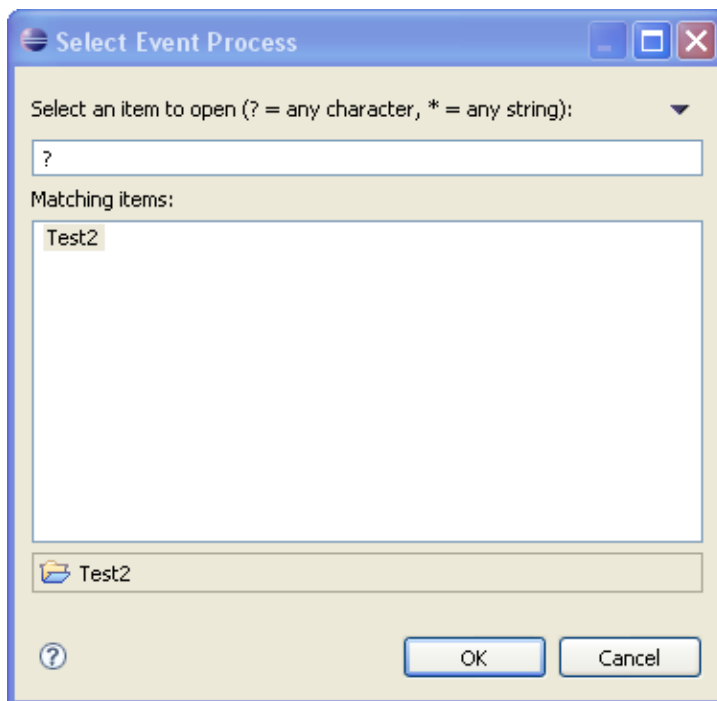 Select Event Process
Select an item to open (? = any character, * = any string):
?
Matching items:
Test2
Test2
?
OK
Cancel